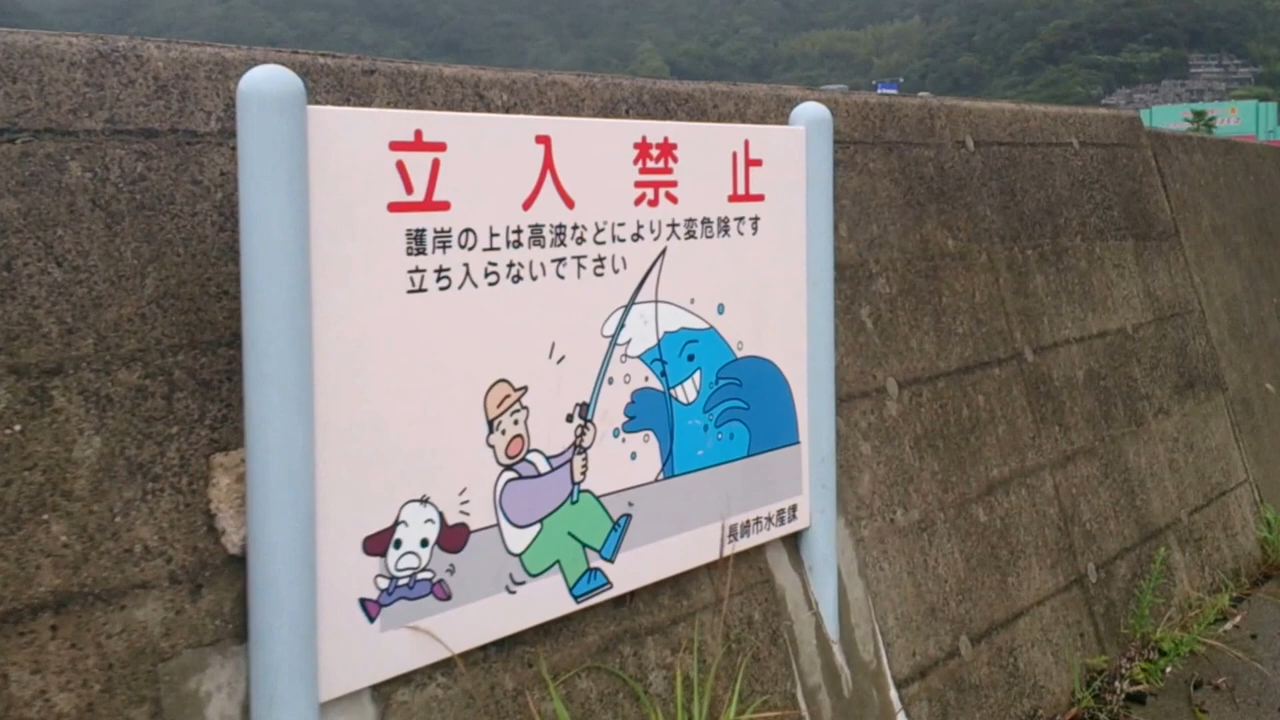 立入禁止
護岸の上は高波などにより大変危険です
立ち入らないで下さい
長崎市水産課